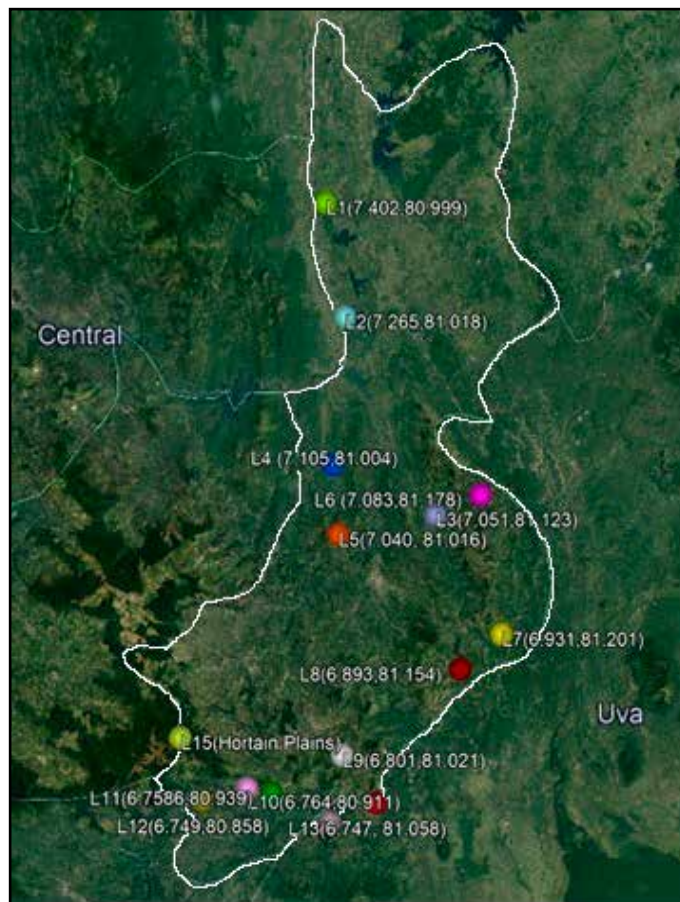 L1(7.402.80.999)
L2(7.265,81.018)
Central
L4 (7.105,81.004)
L6 (7.083,81.178)
L3(7.051,81.123)
L5(7.040, 81.016)
L7(6.931,81.201)
L8(6.893,81.154)
Uva
L15(Hortain Plains)
L9(6.801,81.021)
L11(6.7586,80.939)
L10(6.764,80.911)
L12(6.749,80.858)
L13(6.747, 81.058)